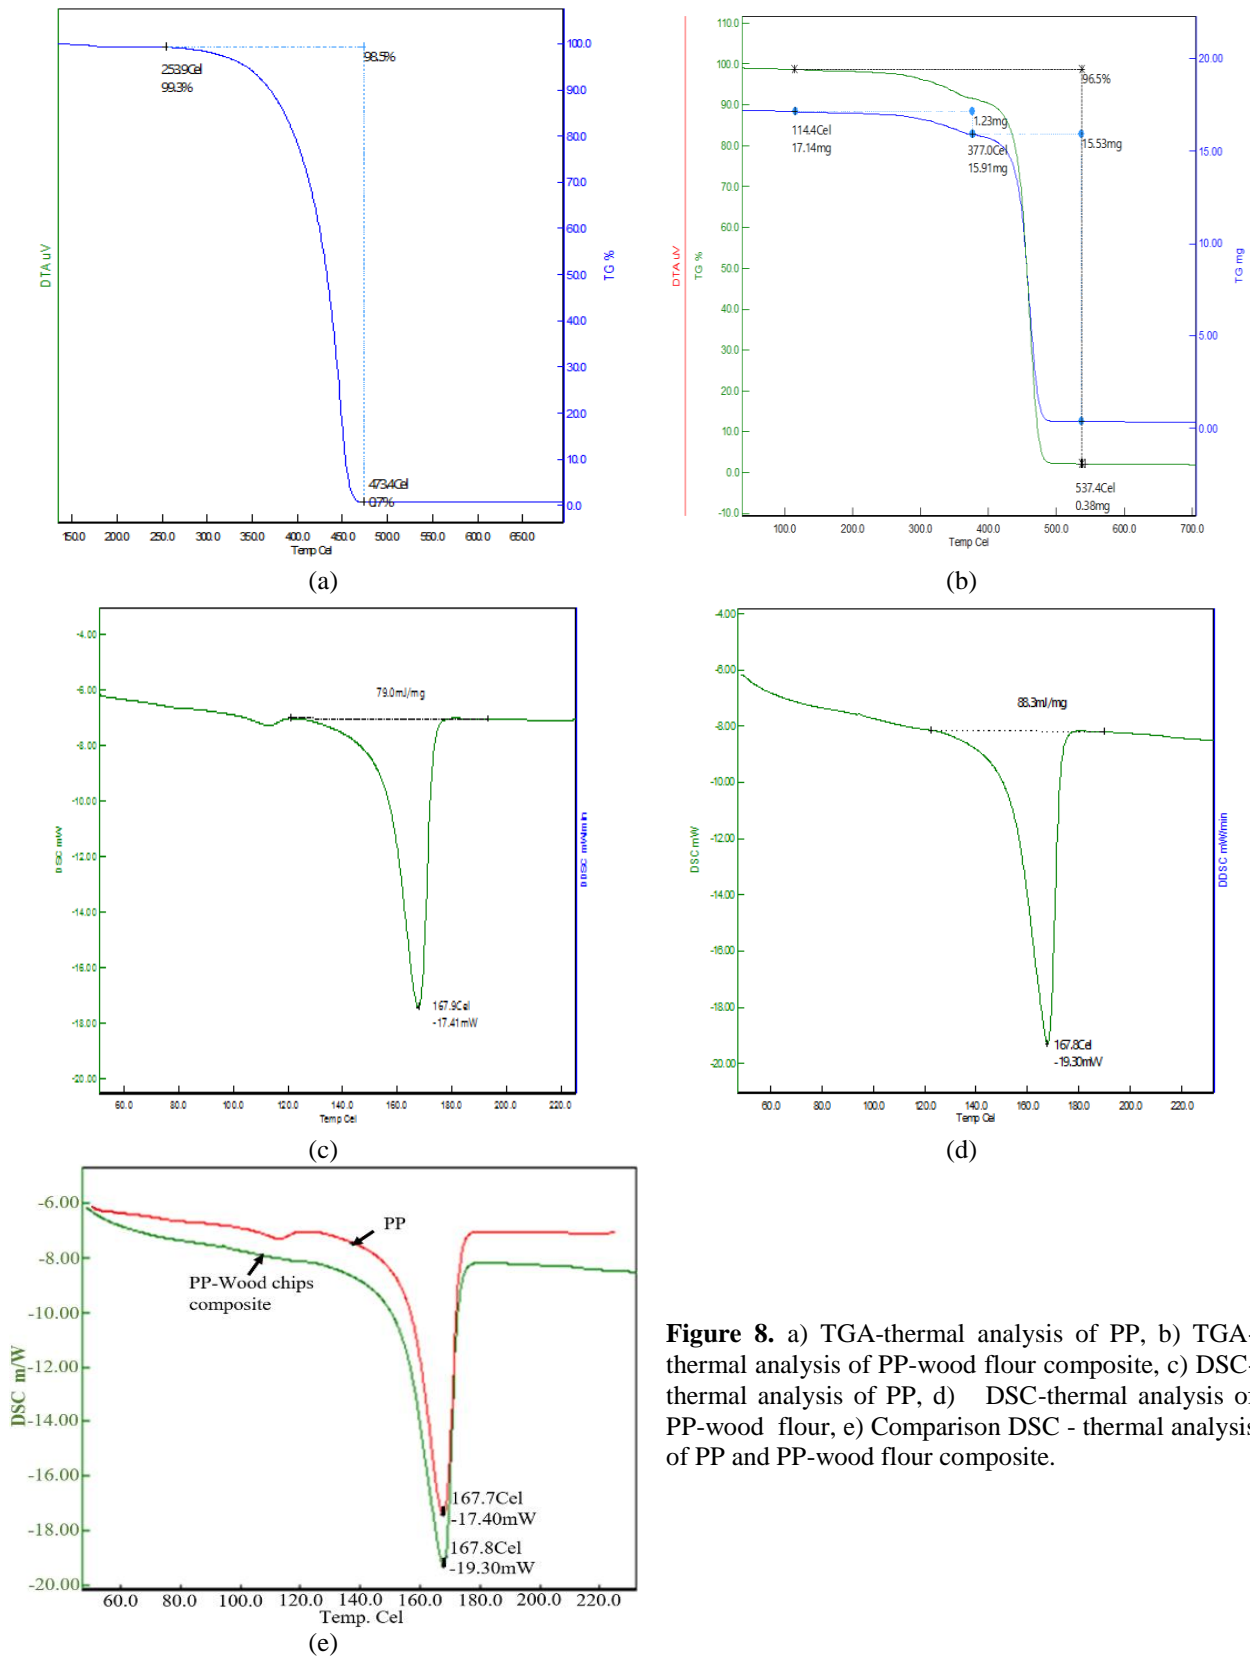 253.9Cel
99.3%
98.5%
473.4Cel
0.7%
100.0
90.0
80.0
70.0
60.0
50.0
40.0
30.0
20.0
10.0
0.0
DTA uV
TG %
150.0 200.0 250.0 300.0 350.0 400.0 450.0 500.0 550.0 600.0 650.0
Temp Cel
(a)
110.0
100.0
90.0
80.0
70.0
60.0
50.0
40.0
30.0
20.0
10.0
0.0
-10.0
DTA uV
TG %
96.5%
1.23mg
114.4Cel
17.14mg
377.0Cel
15.91mg
15.53mg
537.4Cel
0.38mg
20.00
15.00
10.00
5.00
0.00
TG mg
100.0 200.0 300.0 400.0 500.0 600.0 700.0
Temp Cel
(b)
-4.00
-6.00
-8.00
-10.00
-12.00
-14.00
-16.00
-18.00
-20.00
DSC mW
79.0mJ/mg
167.9Cel
-17.41mW
DDSC mW/min
60.0 80.0 100.0 120.0 140.0 160.0 180.0 200.0 220.0
Temp Cel
(c)
-4.00
-6.00
-8.00
-10.00
-12.00
-14.00
-16.00
-18.00
-20.00
DSC mW
88.3mJ/mg
167.8Cel
-19.30mW
DDSC mW/min
60.0 80.0 100.0 120.0 140.0 160.0 180.0 200.0 220.0
Temp Cel
(d)
-6.00
-8.00
-10.00
-12.00
-14.00
-16.00
-18.00
-20.00
DSC m/W
PP
PP-Wood chips
composite
167.7Cel
-17.40mW
167.8Cel
-19.30mW
60.0 80.0 100.0 120.0 140.0 160.0 180.0 200.0 220.0
Temp. Cel
(e)
Figure 8. a) TGA-thermal analysis of PP, b) TGA-
thermal analysis of PP-wood flour composite, c) DSC-
thermal analysis of PP, d) DSC-thermal analysis of
PP-wood flour, e) Comparison DSC - thermal analysis
of PP and PP-wood flour composite.